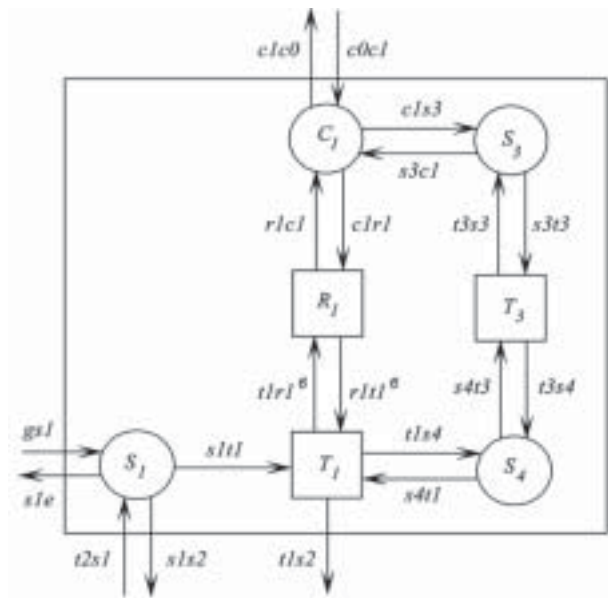 c1c0 c0c1
C1 c1s3 S3
s3c1
r1c1 c1r1 t3s3 s3t3
R1 T3
t1r1⁶ r1t1⁶ s4t3 t3s4
gs1 S1 s1t1 T1 t1s4 S4
s1e s4t1
t2s1 s1s2 t1s2